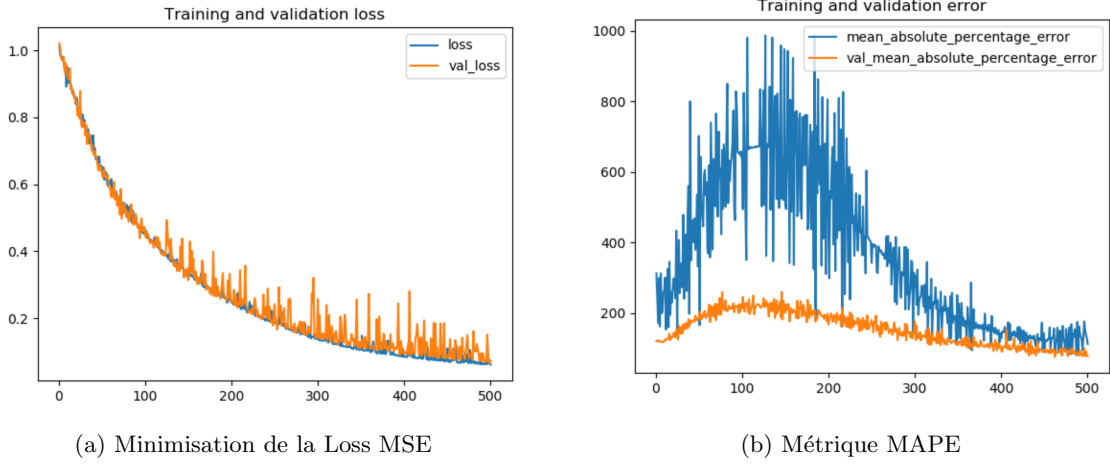 Training and validation loss
1.0
0.8
0.6
0.4
0.2
0
100
200
300
400
500
loss
val_loss
(a) Minimisation de la Loss MSE
Training and validation error
1000
800
600
400
200
0
100
200
300
400
500
mean_absolute_percentage_error
val_mean_absolute_percentage_error
(b) Métrique MAPE